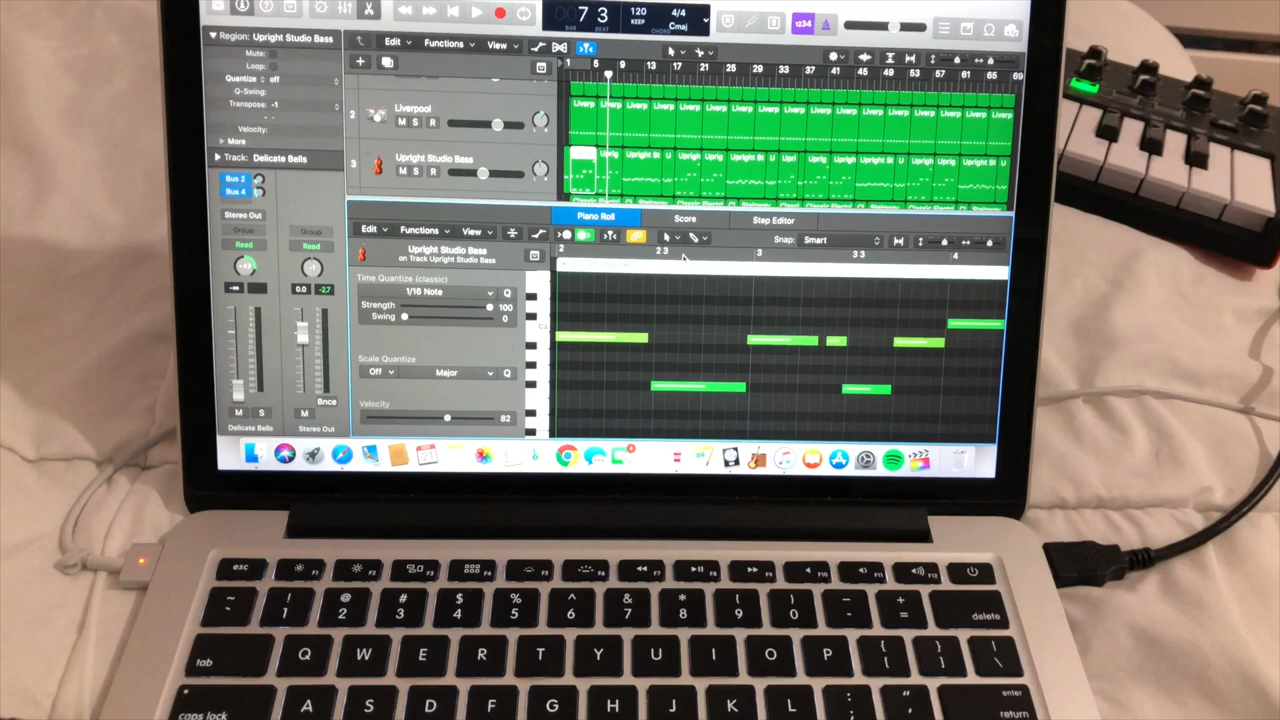 7 3
BAR BEAT
120
KEEP
4/4
Cmaj
1234
Region: Upright Studio Bass
Mute:
Loop:
Quantize off
Q-Swing:
Transpose: -1
Velocity:
More
Track: Delicate Bells
Bus 2
Bus 4
Stereo Out
Group Group
Read Read
+43 -1
0.0 -2.7
Bnce
M S M
Delicate Bells Stereo Out
Edit Functions View
1 5 9 13 17 21 25 29 33 37 41 45 49 53 57 61 65 69
2 Liverpool
M S R
3 Upright Studio Bass
M S R
Piano Roll Score Step Editor
Edit Functions View Snap: Smart
Upright Studio Bass
on Track Upright Studio Bass
2 2 3 3 3 3 4
Time Quantize (classic)
1/16 Note Q
Strength 100
Swing 0
C2
Scale Quantize
Off Major Q
Velocity
82
esc F1 F2 F3 F4 F5 F6 F7 F8 F9 F10 F11 F12
~ ! @ # $ % ^ & * ( ) _ +
` 1 2 3 4 5 6 7 8 9 0 - = delete
tab Q W E R T Y U I O P { [ } ] | \
caps lock A S D F G H J K L : ; " ' enter
return